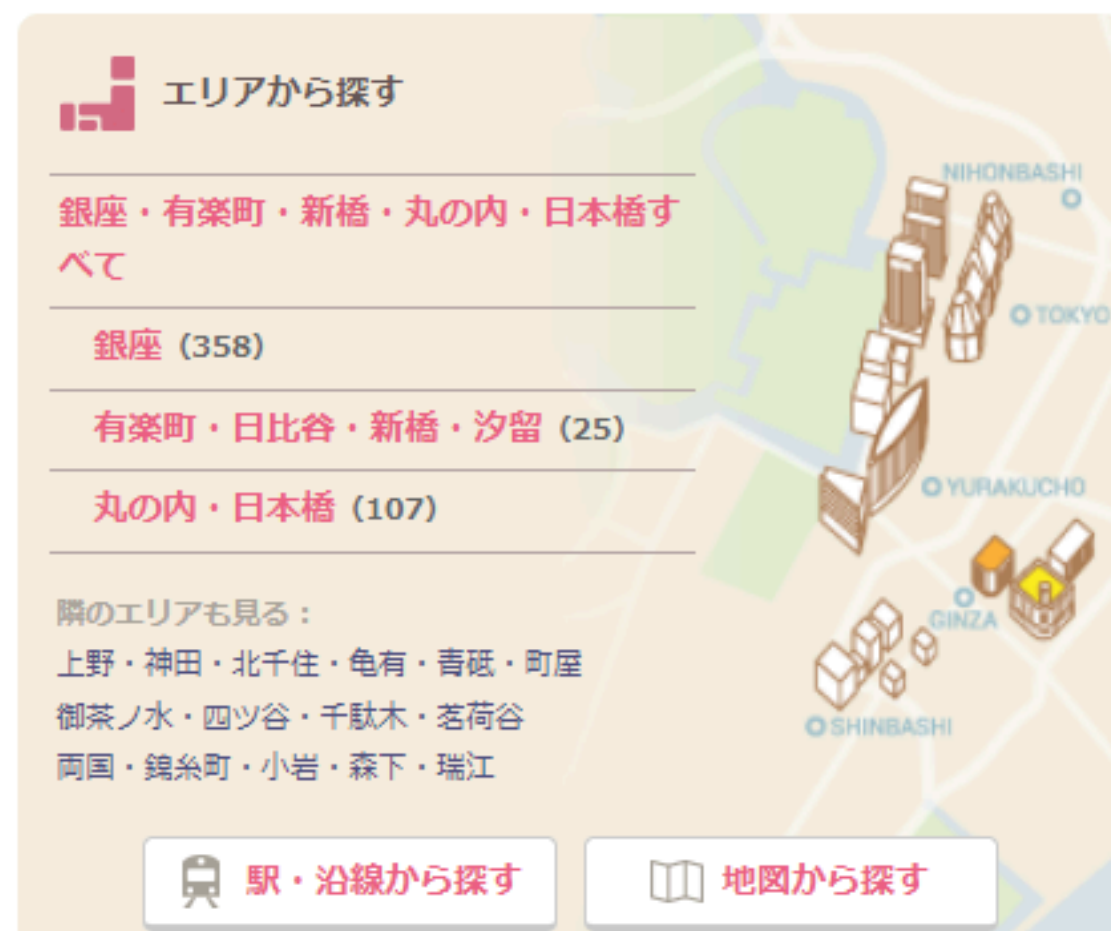 エリアから探す
銀座・有楽町・新橋・丸の内・日本橋す
べて
銀座 (358)
有楽町・日比谷・新橋・汐留 (25)
丸の内・日本橋 (107)
隣のエリアも見る：
上野・神田・北千住・亀有・青砥・町屋
御茶ノ水・四ツ谷・千駄木・茗荷谷
両国・錦糸町・小岩・森下・瑞江
駅・沿線から探す
地図から探す
NIHONBASHI
TOKYO
YURAKUCHO
GINZA
SHINBASHI